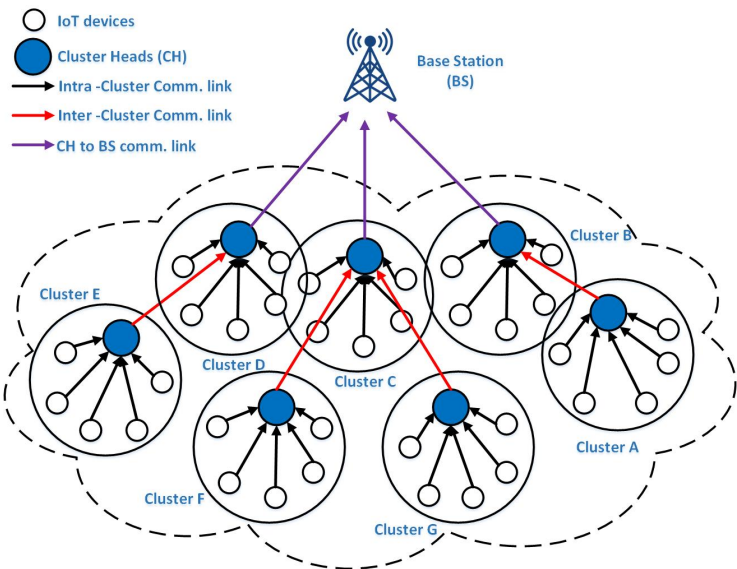 IoT devices
Cluster Heads (CH)
Intra -Cluster Comm. link
Inter -Cluster Comm. link
CH to BS comm. link
Base Station
(BS)
Cluster B
Cluster E
Cluster D
Cluster C
Cluster A
Cluster F
Cluster G